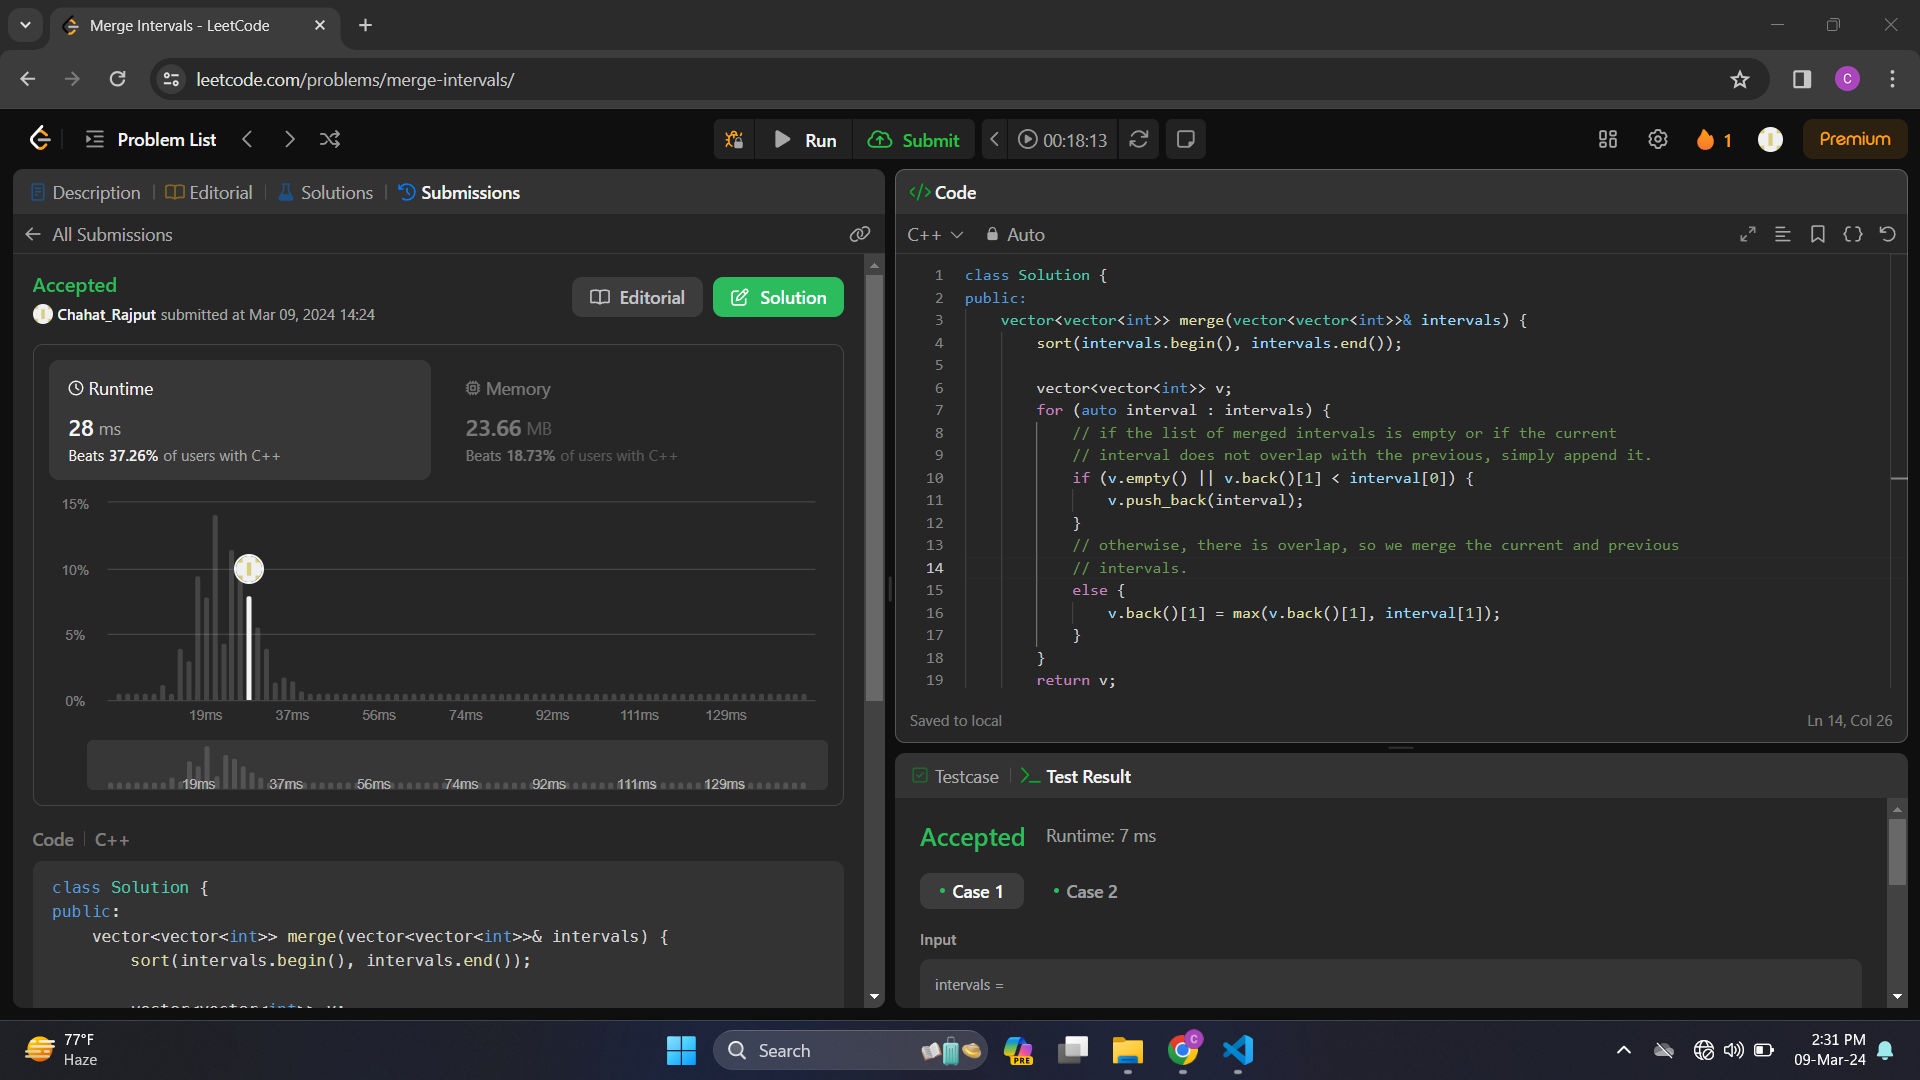 Merge Intervals - LeetCode
leetcode.com/problems/merge-intervals/
C
Problem List
Run
Submit
00:18:13
1
Premium
Description
Editorial
Solutions
Submissions
All Submissions
Accepted
Chahat_Rajput submitted at Mar 09, 2024 14:24
Editorial
Solution
Runtime
28 ms
Beats 37.26% of users with C++
Memory
23.66 MB
Beats 18.73% of users with C++
15%
10%
5%
0%
19ms 37ms 56ms 74ms 92ms 111ms 129ms
19ms 37ms 56ms 74ms 92ms 111ms 129ms
Code C++
class Solution {
public:
vector<vector<int>> merge(vector<vector<int>>& intervals) {
sort(intervals.begin(), intervals.end());
vector<vector<int>> v;
</> Code
C++ Auto
1 class Solution {
2 public:
3 vector<vector<int>> merge(vector<vector<int>>& intervals) {
4 sort(intervals.begin(), intervals.end());
5
6 vector<vector<int>> v;
7 for (auto interval : intervals) {
8 // if the list of merged intervals is empty or if the current
9 // interval does not overlap with the previous, simply append it.
10 if (v.empty() || v.back()[1] < interval[0]) {
11 v.push_back(interval);
12 }
13 // otherwise, there is overlap, so we merge the current and previous
14 // intervals.
15 else {
16 v.back()[1] = max(v.back()[1], interval[1]);
17 }
18 }
19 return v;
Saved to local
Ln 14, Col 26
Testcase
Test Result
Accepted Runtime: 7 ms
Case 1
Case 2
Input
intervals =
77°F
Haze
Search
PRE
C
2:31 PM
09-Mar-24